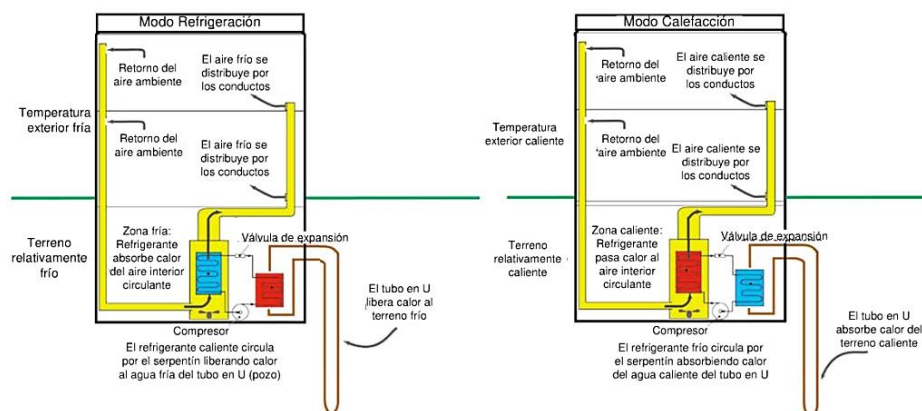 Modo Refrigeración
Retorno del
aire ambiente
El aire frío se
distribuye por
los conductos
Temperatura
exterior fría
Retorno del
aire ambiente
El aire frío se
distribuye por
los conductos
Terreno
relativamente
frío
Zona fría:
Refrigerante
absorbe calor
del aire interior
circulante
Válvula de expansión
Compresor
El tubo en U
libera calor al
terreno frío
El refrigerante caliente circula
por el serpentín liberando calor
al agua fría del tubo en U (pozo)
Modo Calefacción
Retorno del
aire ambiente
El aire caliente se
distribuye por
los conductos
Temperatura
exterior caliente
Retorno del
aire ambiente
El aire caliente se
distribuye por
los conductos
Terreno
relativamente
caliente
Zona caliente:
Refrigerante
pasa calor al
aire interior
circulante
Válvula de expansión
Compresor
El tubo en U
absorbe calor del
terreno caliente
El refrigerante frío circula por
el serpentín absorbiendo calor
del agua caliente del tubo en U